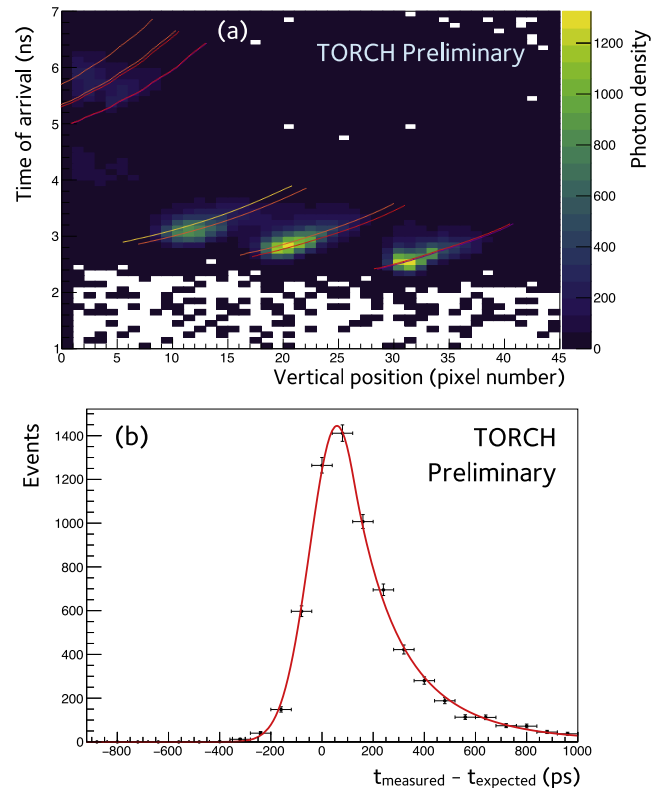 (a)
TORCH Preliminary
Time of arrival (ns)
7
6
5
4
3
2
1
0 5 10 15 20 25 30 35 40 45
Vertical position (pixel number)
Photon density
1200
1000
800
600
400
200
0
(b)
TORCH
Preliminary
Events
1400
1200
1000
800
600
400
200
0
−800 −600 −400 −200 0 200 400 600 800 1000
tmeasured – texpected (ps)